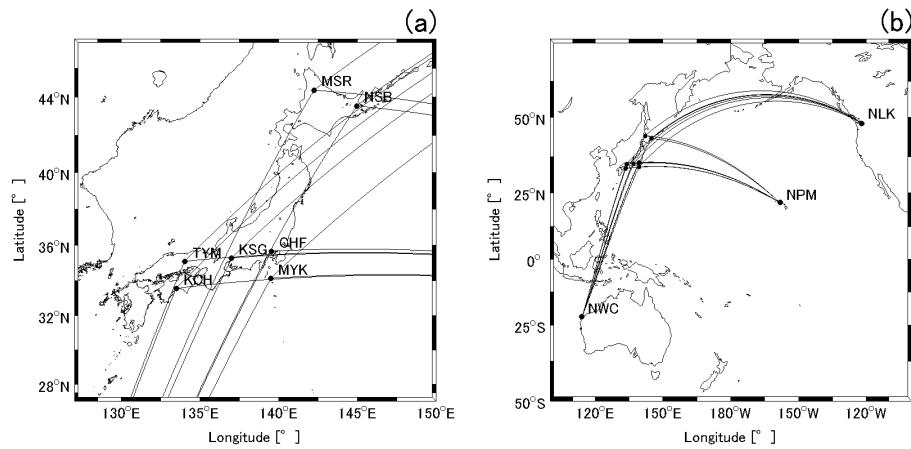 (a)
44°N
40°N
36°N
32°N
28°N
Latitude [°]
MSR
NSB
TYM
KSG
CHF
KCH
MYK
130°E
135°E
140°E
145°E
150°E
Longitude [°]
(b)
50°N
25°N
0°
25°S
50°S
Latitude [°]
NLK
NPM
NWC
120°E
150°E
180°W
150°W
120°W
Longitude [°]